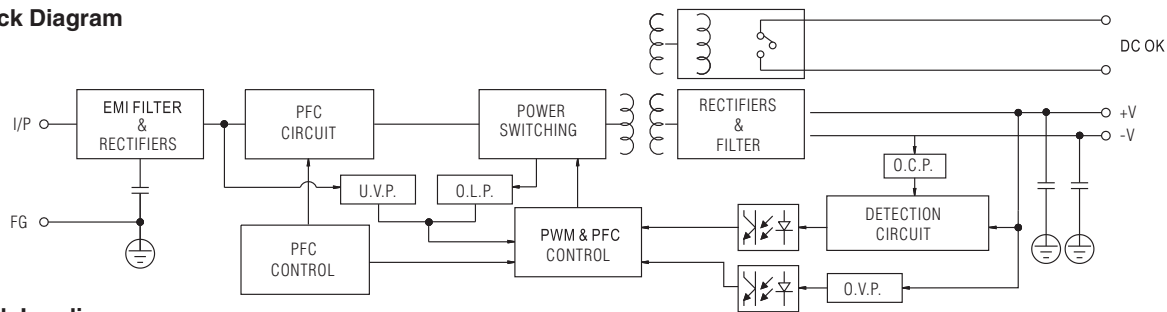 ck Diagram
DC OK
I/P
EMI FILTER
&
RECTIFIERS
PFC
CIRCUIT
POWER
SWITCHING
RECTIFIERS
&
FILTER
+V
-V
O.C.P.
U.V.P.
O.L.P.
FG
PFC
CONTROL
PWM & PFC
CONTROL
DETECTION
CIRCUIT
O.V.P.